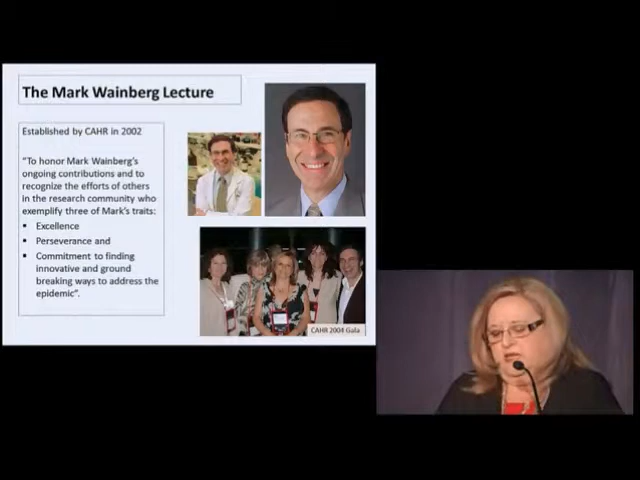 The Mark Wainberg Lecture
Established by CAHR in 2002
"To honor Mark Wainberg's
ongoing contributions and to
recognize the efforts of others
in the research community who
exemplify three of Mark's traits:
▪ Excellence
▪ Perseverance and
▪ Commitment to finding
innovative and ground
breaking ways to address the
epidemic".
CAHR 2004 Gala